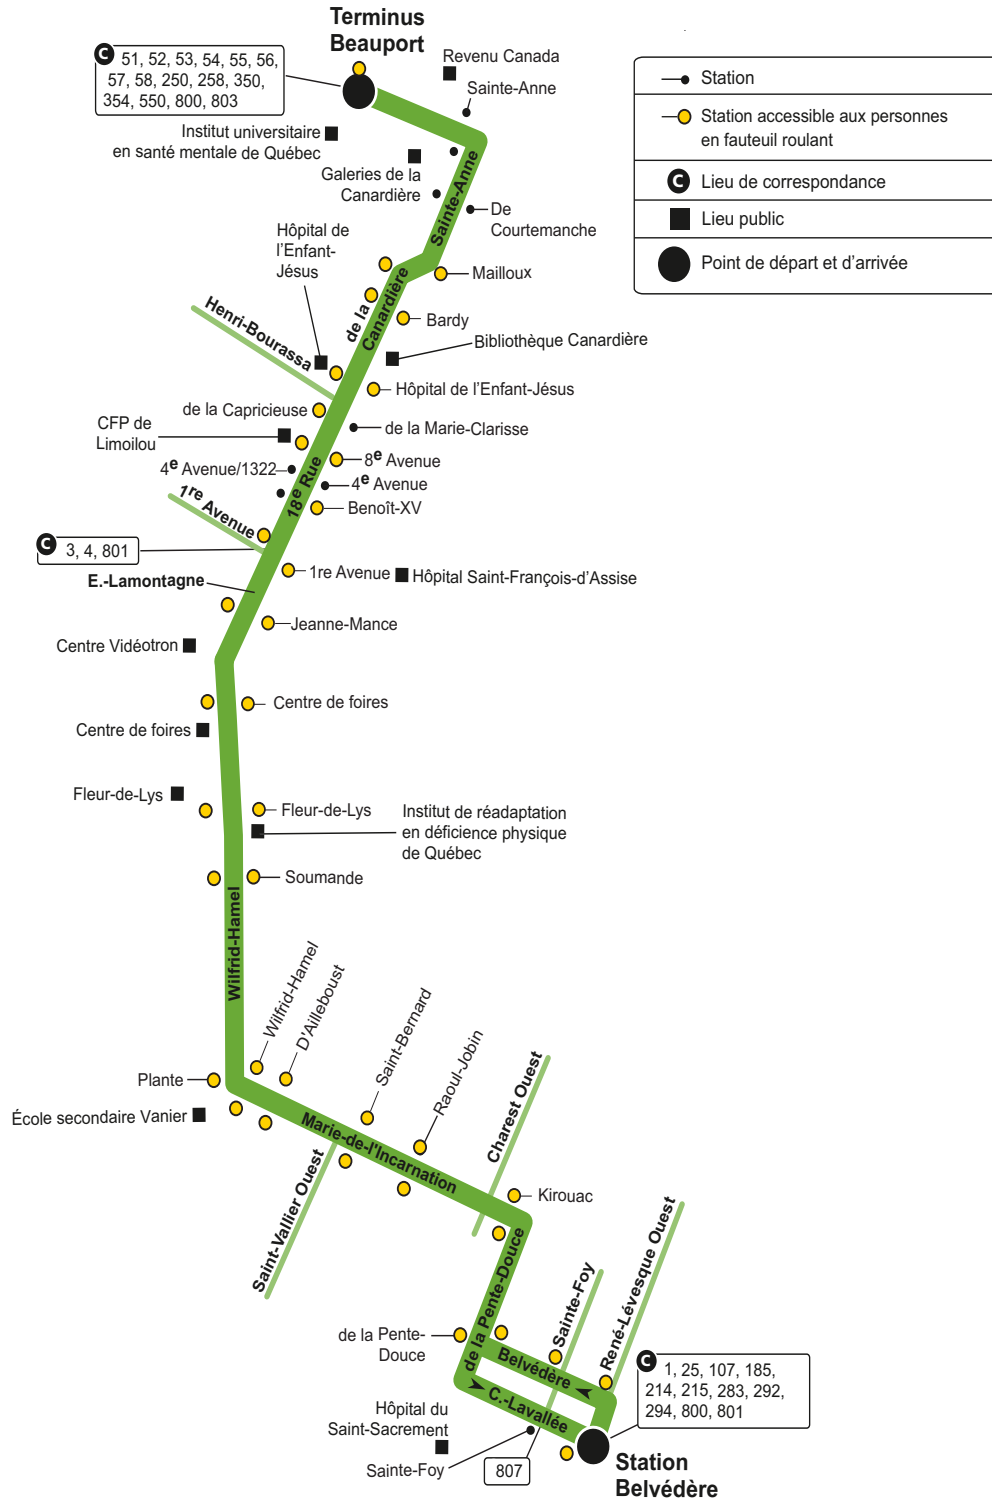 Terminus
Beauport
C 51, 52, 53, 54, 55, 56,
57, 58, 250, 258, 350,
354, 550, 800, 803
Revenu Canada
Sainte-Anne
Station
Station accessible aux personnes
en fauteuil roulant
C Lieu de correspondance
Lieu public
Point de départ et d'arrivée
Institut universitaire
en santé mentale de Québec
Galeries de la
Canardière
Sainte-Anne
De
Courtemanche
Hôpital de
l'Enfant-
Jésus
Mailloux
de la
Canardière
Bardy
Henri-Bourassa
Bibliothèque Canardière
Hôpital de l'Enfant-Jésus
de la Capricieuse
CFP de
Limoilou
de la Marie-Clarisse
8e Avenue
4e Avenue/1322
4e Avenue
18e Rue
1re Avenue
Benoît-XV
C 3, 4, 801
1re Avenue
Hôpital Saint-François-d'Assise
E.-Lamontagne
Jeanne-Mance
Centre Vidéotron
Centre de foires
Centre de foires
Fleur-de-Lys
Fleur-de-Lys
Institut de réadaptation
en déficience physique
de Québec
Soumande
Wilfrid-Hamel
Wilfrid-Hamel
D'Ailleboust
Saint-Bernard
Raoul-Jobin
Charest Ouest
Plante
École secondaire Vanier
Marie-de-l'Incarnation
Saint-Vallier Ouest
Kirouac
de la Pente-Douce
Sainte-Foy
René-Lévesque Ouest
de la Pente-
Douce
Belvédère
C 1, 25, 107, 185,
214, 215, 283, 292,
294, 800, 801
C.-Lavallée
Hôpital du
Saint-Sacrement
Sainte-Foy
807
Station
Belvédère